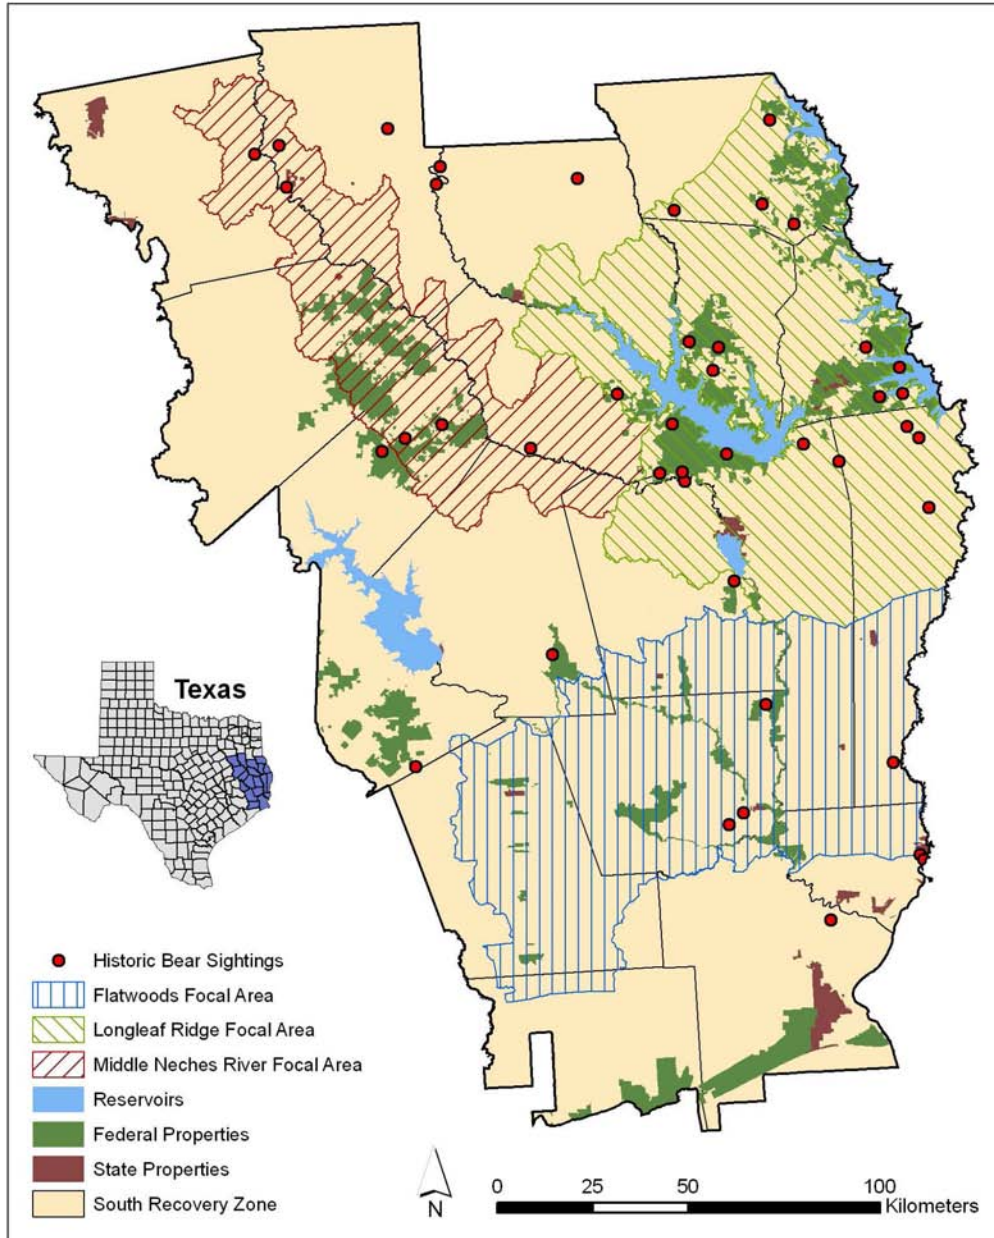 Texas
Historic Bear Sightings
Flatwoods Focal Area
Longleaf Ridge Focal Area
Middle Neches River Focal Area
Reservoirs
Federal Properties
State Properties
South Recovery Zone
N
0 25 50 100
Kilometers